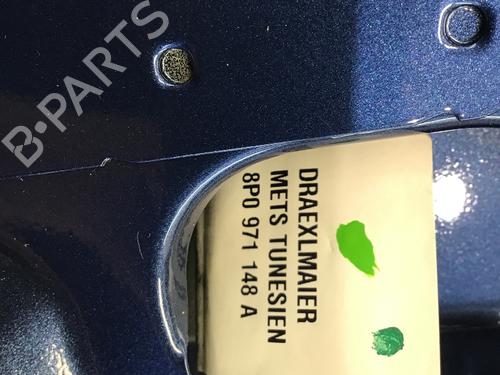 B-PARTS
DRAEXLMAIER
METS TUNESIEN
8P0 971 148 A